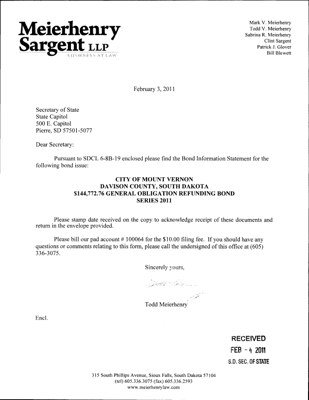 Meierhenry
Sargent LLP
ATTORNEYS AT LAW
Mark V. Meierhenry
Todd V. Meierhenry
Sabrina R. Meierhenry
Clint Sargent
Patrick J. Glover
Bill Blewett
February 3, 2011
Secretary of State
State Capitol
500 E. Capitol
Pierre, SD 57501-5077
Dear Secretary:
Pursuant to SDCL 6-8B-19 enclosed please find the Bond Information Statement for the
following bond issue:
CITY OF MOUNT VERNON
DAVISON COUNTY, SOUTH DAKOTA
$144,772.76 GENERAL OBLIGATION REFUNDING BOND
SERIES 2011
Please stamp date received on the copy to acknowledge receipt of these documents and
return in the envelope provided.
Please bill our pad account # 100064 for the $10.00 filing fee. If you should have any
questions or comments relating to this form, please call the undersigned of this office at (605)
336-3075.
Sincerely yours,
Todd Meierhenry
Encl.
RECEIVED
FEB - 4 2011
S.D. SEC. OF STATE
315 South Phillips Avenue, Sioux Falls, South Dakota 57104
(tel) 605.336.3075 (fax) 605.336.2593
www.meierhenrylaw.com